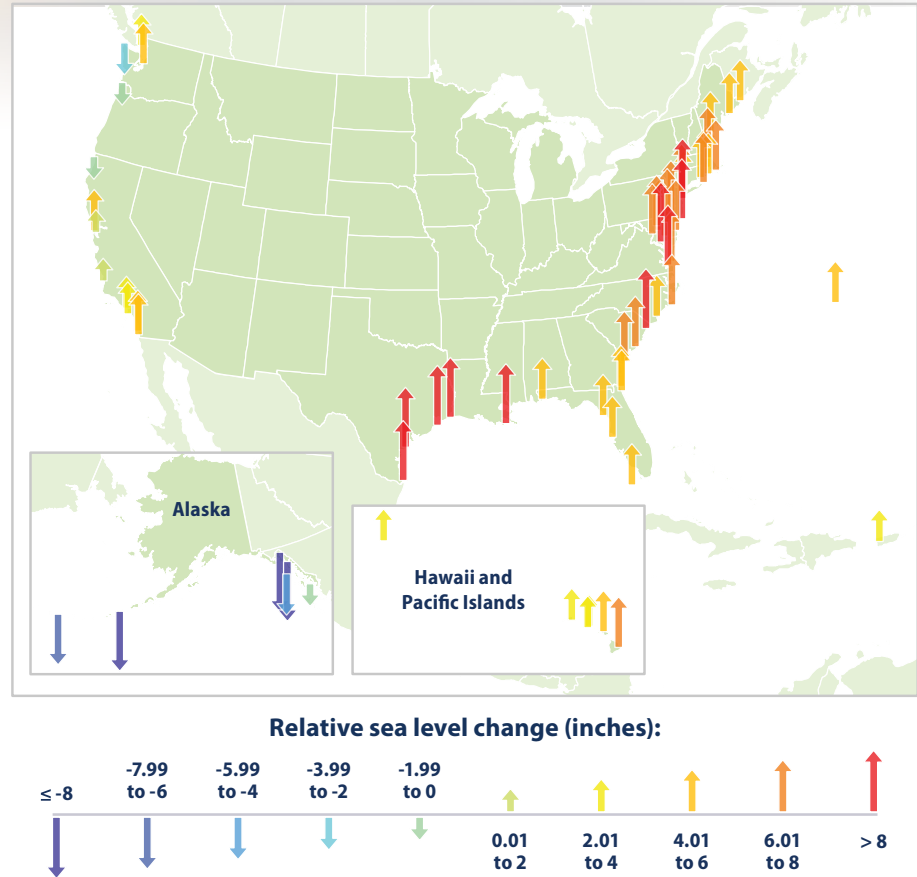 Alaska
Hawaii and
Pacific Islands
Relative sea level change (inches):
≤ -8
-7.99
to -6
-5.99
to -4
-3.99
to -2
-1.99
to 0
0.01
to 2
2.01
to 4
4.01
to 6
6.01
to 8
> 8